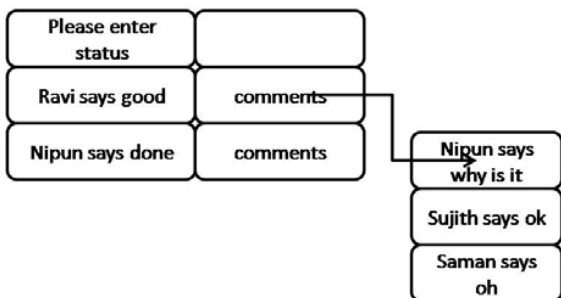 Please enter
status
Ravi says good
comments
Nipun says done
comments
Nipun says
why is it
Sujith says ok
Saman says
oh